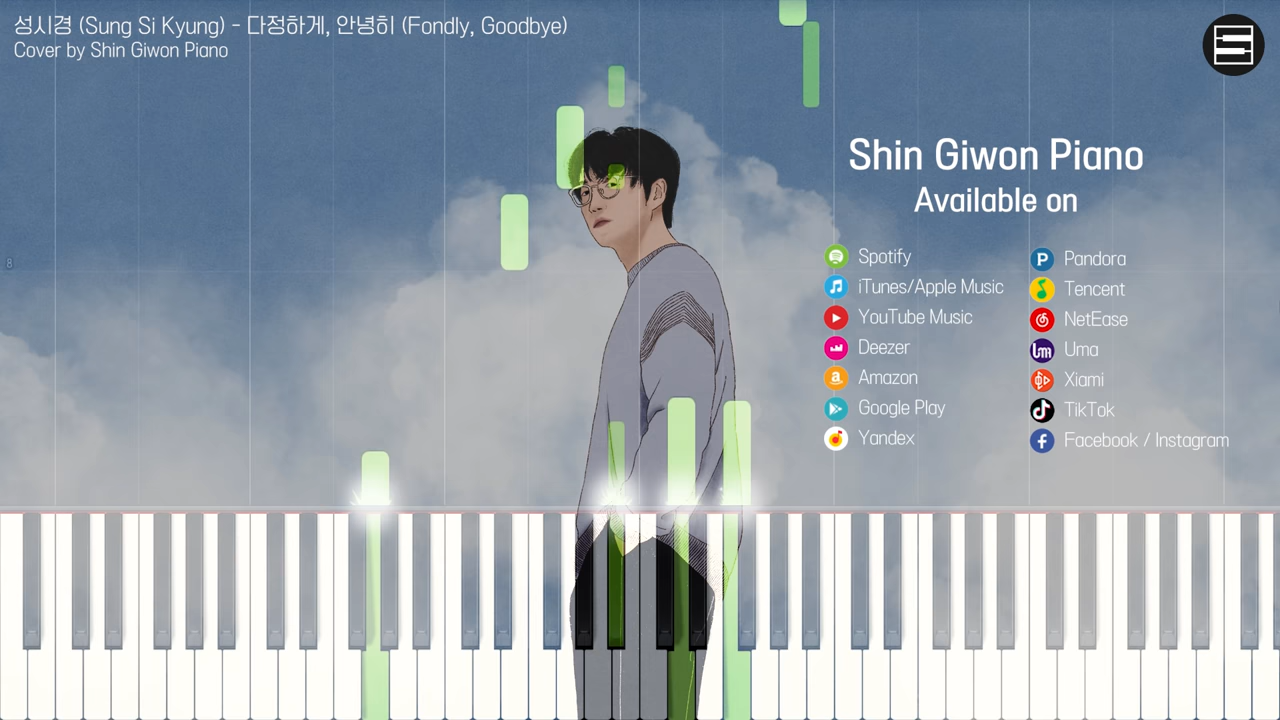 성시경 (Sung Si Kyung) - 다정하게, 안녕히 (Fondly, Goodbye)
Cover by Shin Giwon Piano
Shin Giwon Piano
Available on
Spotify
iTunes/Apple Music
YouTube Music
Deezer
Amazon
Google Play
Yandex
Pandora
Tencent
NetEase
Uma
Xiami
TikTok
Facebook / Instagram
8